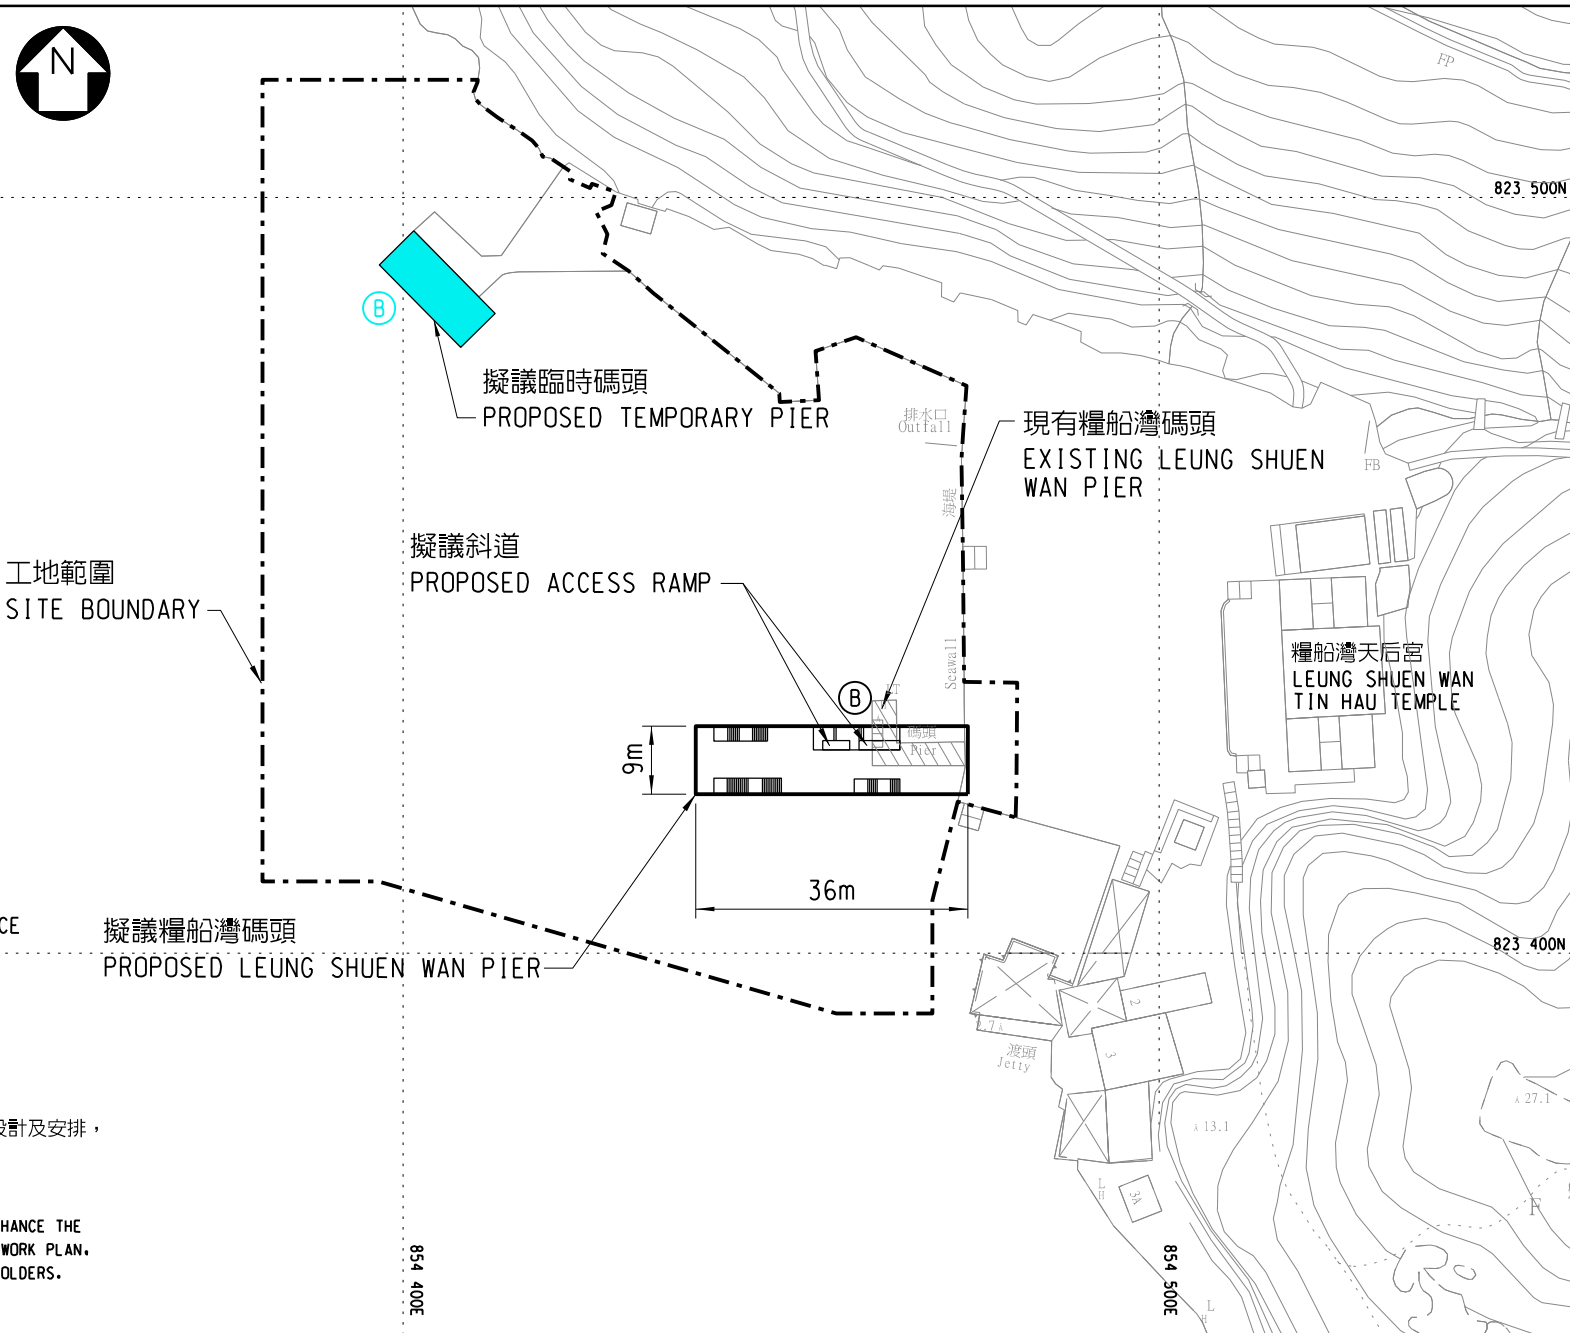 N
FP
823 500N
B
擬議臨時碼頭
PROPOSED TEMPORARY PIER
排水口
Outfall
現有糧船灣碼頭
EXISTING LEUNG SHUEN
WAN PIER
FB
海堤
Seawall
擬議斜道
PROPOSED ACCESS RAMP
工地範圍
SITE BOUNDARY
糧船灣天后宮
LEUNG SHUEN WAN
TIN HAU TEMPLE
B
碼頭
Pier
9m
36m
CE
擬議糧船灣碼頭
PROPOSED LEUNG SHUEN WAN PIER
823 400N
2
3
2.7
渡頭
Jetty
27.1
13.1
設計及安排，
3A
L
H
F
HANCE THE
WORK PLAN.
OLDERS.
854 400E
854 500E
L
H